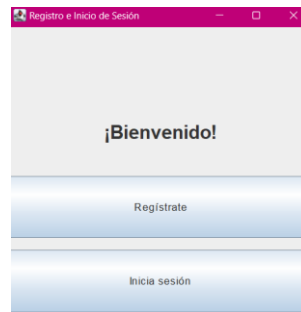 Registro e Inicio de Sesión
¡Bienvenido!
Regístrate
Inicia sesión